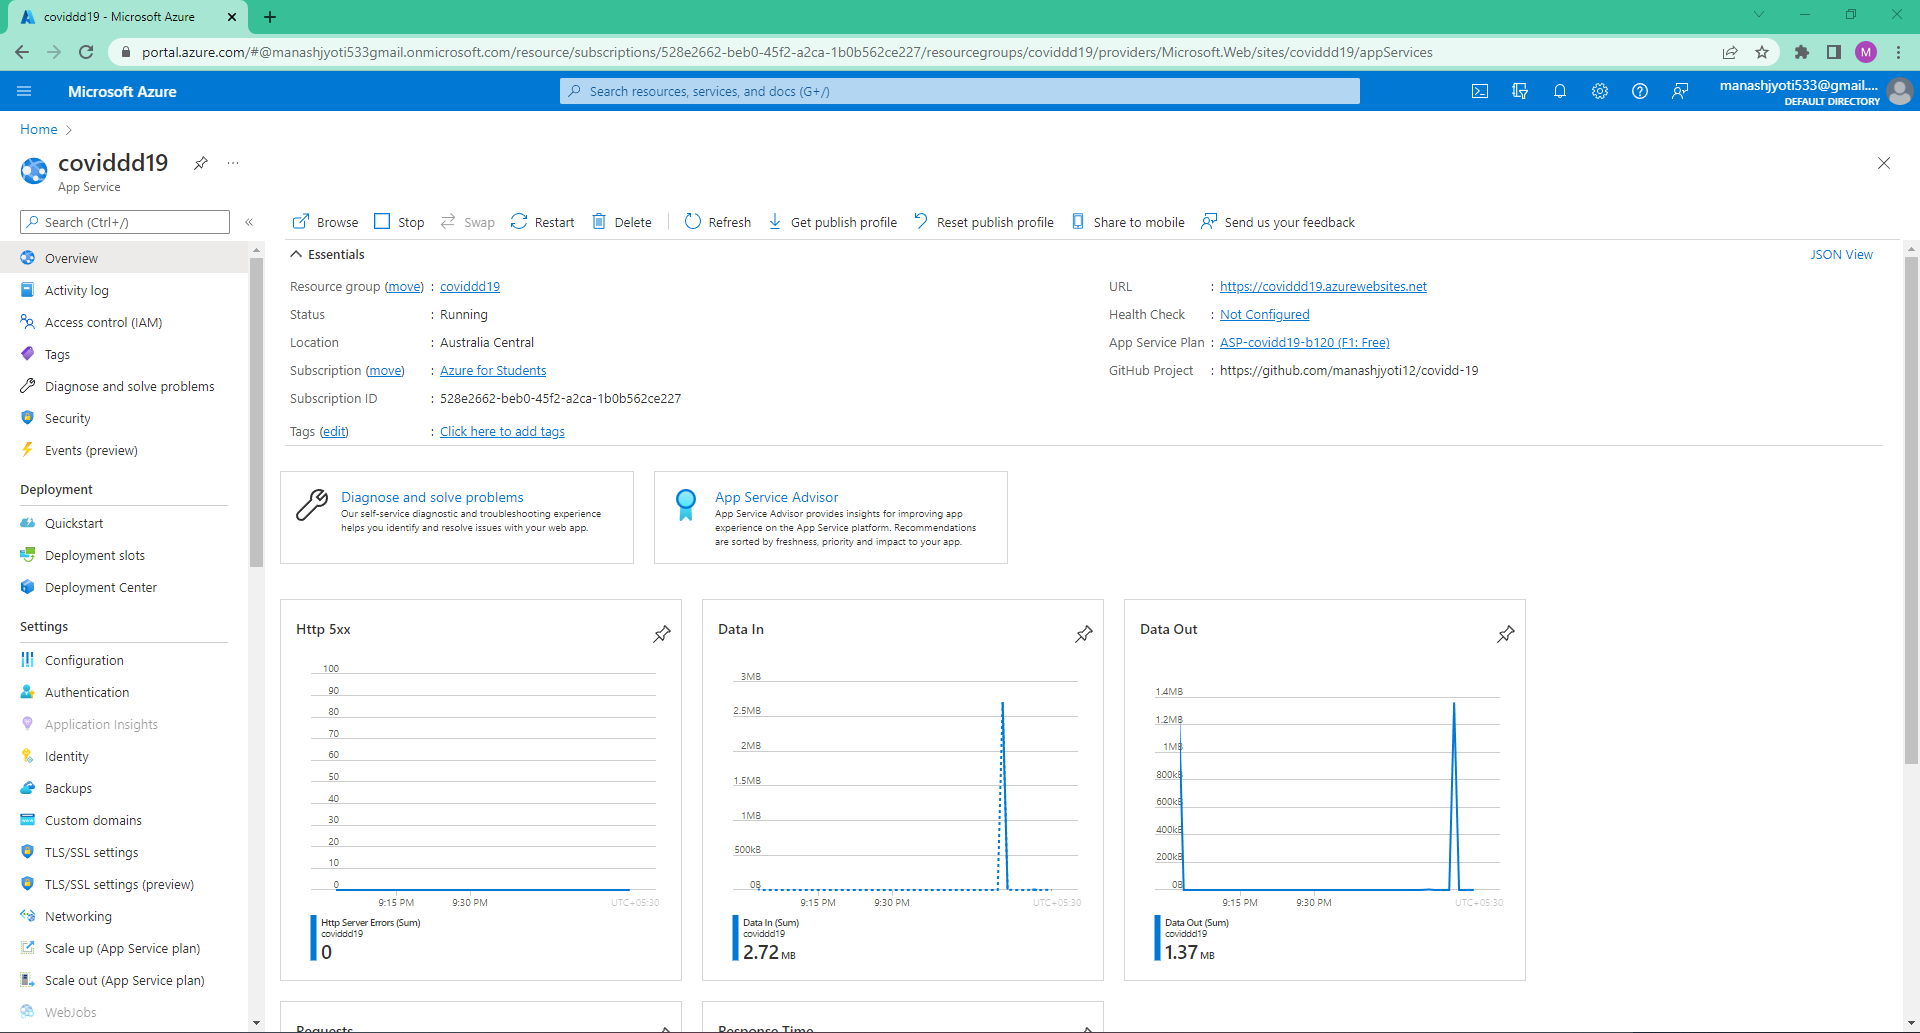 coviddd19 - Microsoft Azure
portal.azure.com/#@manashjyoti533gmail.onmicrosoft.com/resource/subscriptions/528e2662-beb0-45f2-a2ca-1b0b562ce227/resourcegroups/coviddd19/providers/Microsoft.Web/sites/coviddd19/appServices
M
Microsoft Azure
Search resources, services, and docs (G+/)
manashjyoti533@gmail....
DEFAULT DIRECTORY
Home
coviddd19
App Service
Search (Ctrl+/)
Overview
Activity log
Access control (IAM)
Tags
Diagnose and solve problems
Security
Events (preview)
Deployment
Quickstart
Deployment slots
Deployment Center
Settings
Configuration
Authentication
Application Insights
Identity
Backups
Custom domains
TLS/SSL settings
TLS/SSL settings (preview)
Networking
Scale up (App Service plan)
Scale out (App Service plan)
WebJobs
Browse Stop Swap Restart Delete Refresh Get publish profile Reset publish profile Share to mobile Send us your feedback
Essentials
JSON View
Resource group (move) : coviddd19
Status : Running
Location : Australia Central
Subscription (move) : Azure for Students
Subscription ID : 528e2662-beb0-45f2-a2ca-1b0b562ce227
Tags (edit) : Click here to add tags
URL : https://coviddd19.azurewebsites.net
Health Check : Not Configured
App Service Plan : ASP-covidd19-b120 (F1: Free)
GitHub Project : https://github.com/manashjyoti12/covidd-19
Diagnose and solve problems
Our self-service diagnostic and troubleshooting experience
helps you identify and resolve issues with your web app.
App Service Advisor
App Service Advisor provides insights for improving app
experience on the App Service platform. Recommendations
are sorted by freshness, priority and impact to your app.
Http 5xx
100
90
80
70
60
50
40
30
20
10
0
9:15 PM 9:30 PM UTC+05:30
Http Server Errors (Sum)
coviddd19
0
Data In
3MB
2.5MB
2MB
1.5MB
1MB
500kB
0B
9:15 PM 9:30 PM UTC+05:30
Data In (Sum)
coviddd19
2.72 MB
Data Out
1.4MB
1.2MB
1MB
800kB
600kB
400kB
200kB
0B
9:15 PM 9:30 PM UTC+05:30
Data Out (Sum)
coviddd19
1.37 MB
Requests
Response Time